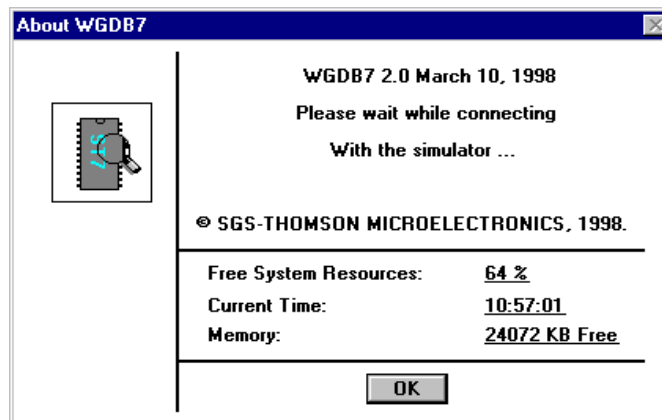 About WGDB7
WGDB7 2.0 March 10, 1998
Please wait while connecting
With the simulator ...
ST7
© SGS-THOMSON MICROELECTRONICS, 1998.
Free System Resources: 64 %
Current Time: 10:57:01
Memory: 24072 KB Free
OK